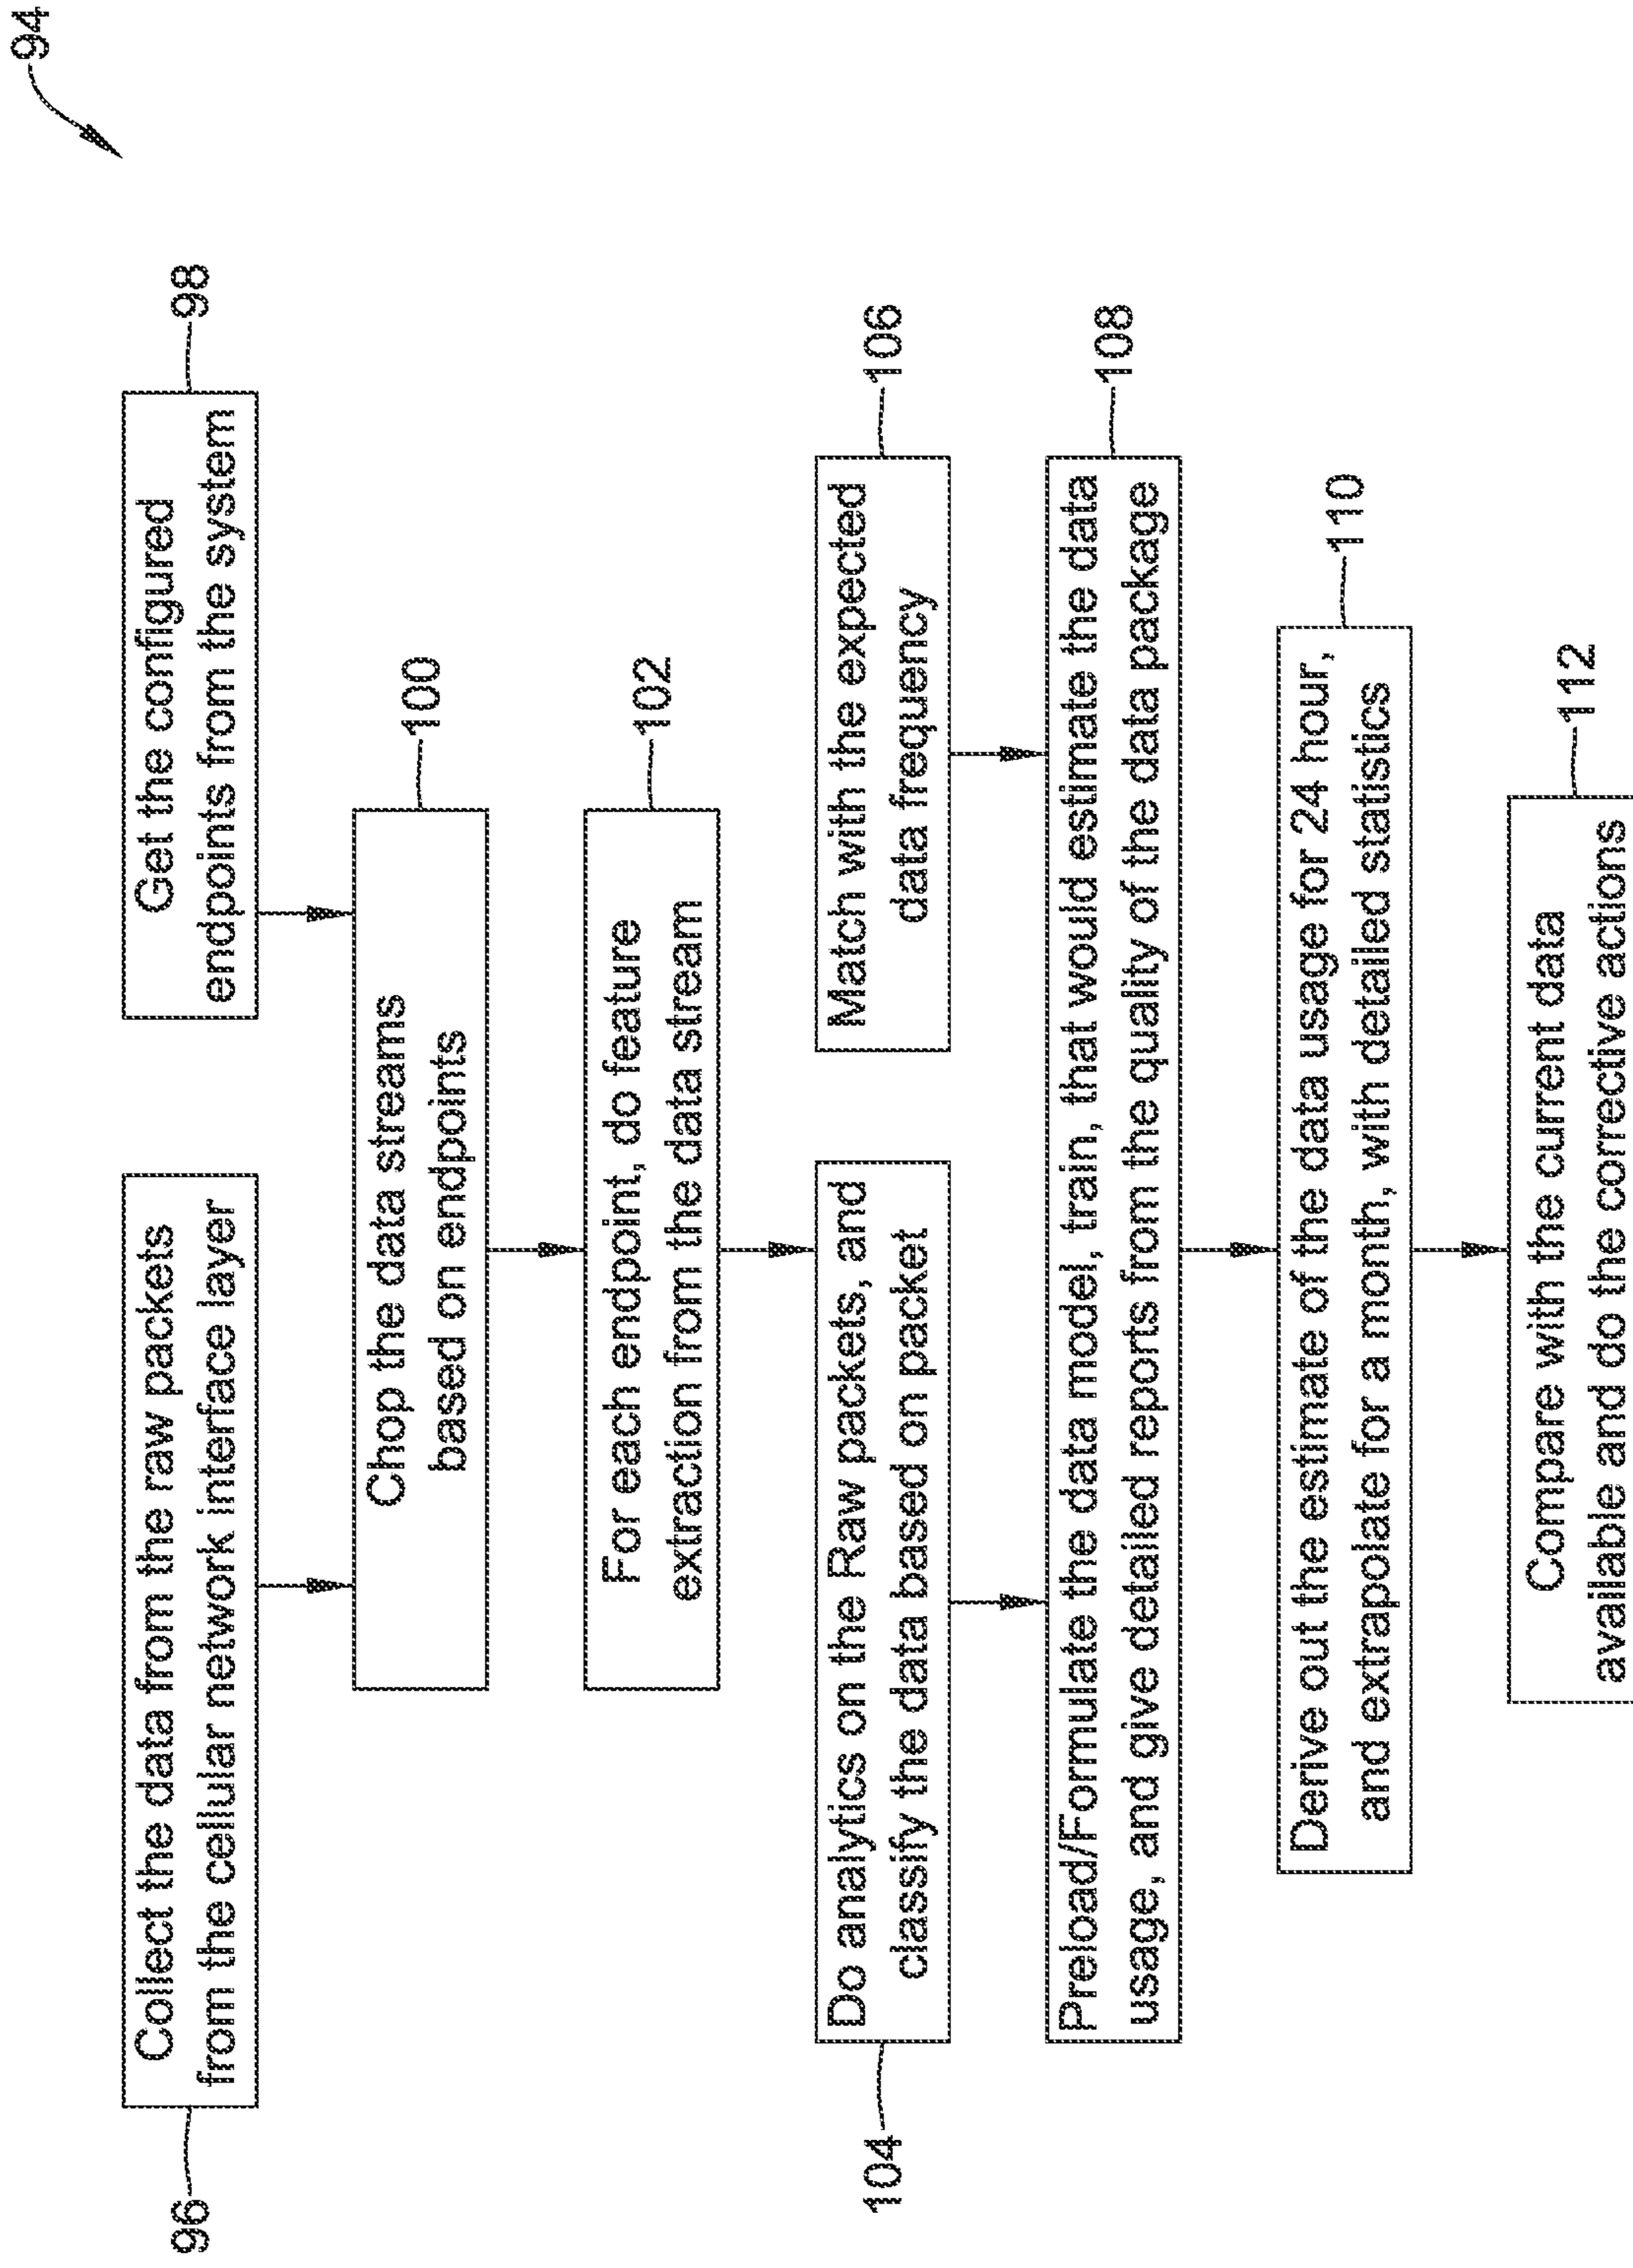 94
96
Collect the data from the raw packets
from the cellular network interface layer
Get the configured
endpoints from the system
98
Chop the data streams
based on endpoints
100
For each endpoint, do feature
extraction from the data stream
102
104
Do analytics on the Raw packets, and
classify the data based on packet
Match with the expected
data frequency
106
Preload/Formulate the data model, train, that would estimate the data
usage, and give detailed reports from the quality of the data package
108
Derive out the estimate of the data usage for 24 hour,
and extrapolate for a month, with detailed statistics
110
Compare with the current data
available and do the corrective actions
112